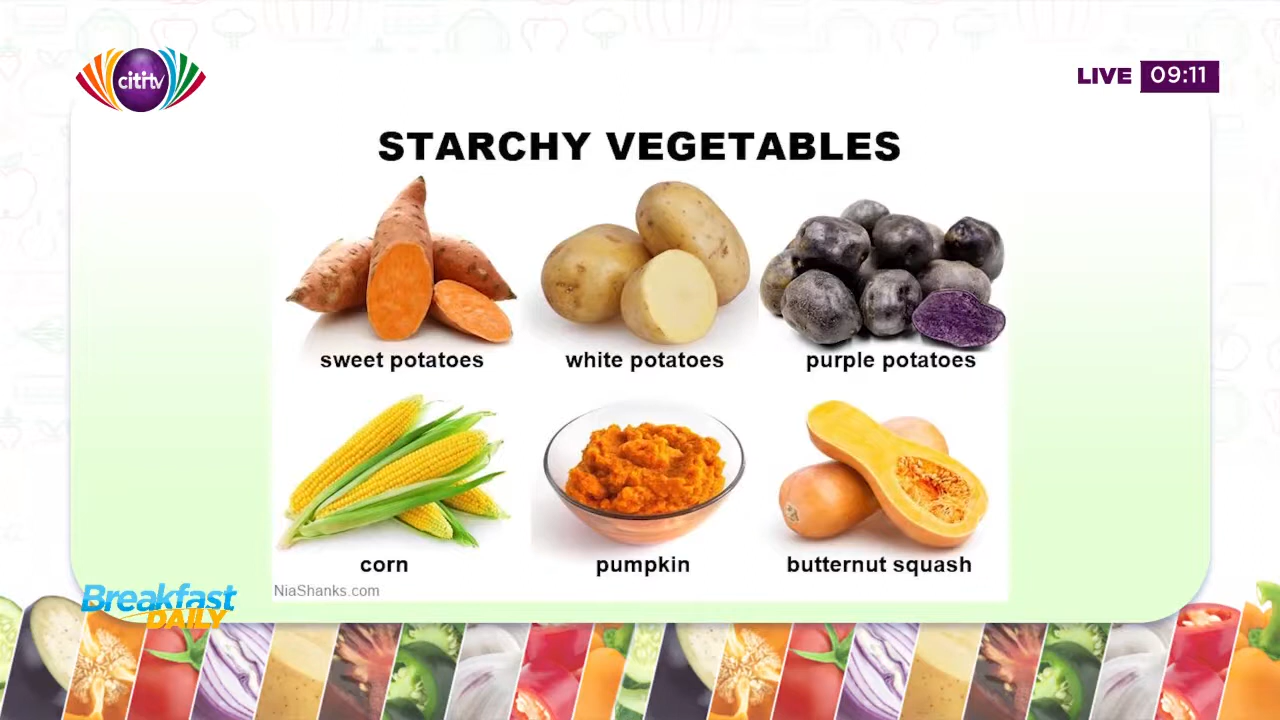 citi tv
LIVE 09:11
STARCHY VEGETABLES
sweet potatoes
white potatoes
purple potatoes
corn
pumpkin
butternut squash
NiaShanks.com
Breakfast
DAILY